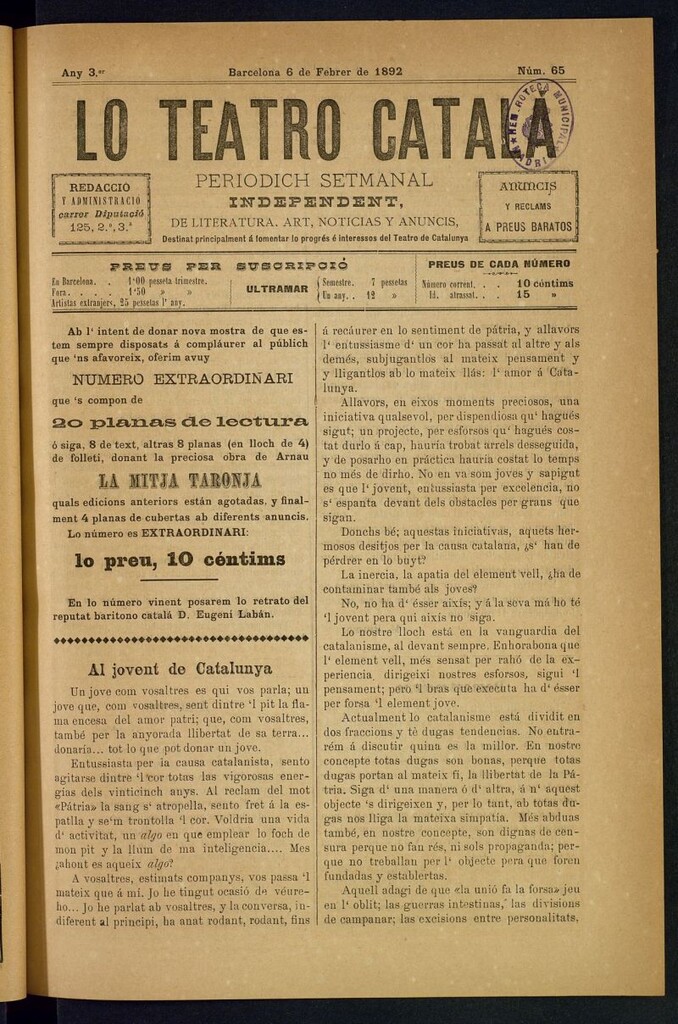 Any 3.er
Barcelona 6 de Febrer de 1892
Núm. 65
LO TEATRO CATALÁ
HEMEROTECA MUNICIPAL
MADRID
REDACCIO
Y ADMINISTRACIÓ
carrer Diputació
125, 2.º, 3.ª
PERIODICH SETMANAL
INDEPENDENT,
DE LITERATURA, ART, NOTICIAS Y ANUNCIS,
Destinat principalment á fomentar lo progrés é interessos del Teatro de Catalunya
ANUNCIS
Y RECLAMS
A PREUS BARATOS
PREUS PER SUSCRIPCIÓ
En Barcelona. . 1'00 pesseta trimestre.
Fora. . . . . 1'50 » »
Artistas extranjers, 25 pessetas l' any.
ULTRAMAR
Semestre. 7 pessetas
Un any. . 12 »
PREUS DE CADA NÚMERO
Número corrent. . . 10 céntims
Id. atrassat. . . 15 »
Ab l' intent de donar nova mostra de que es-
tem sempre disposats á complàurer al públich
que 'ns afavoreix, oferim avuy
NUMERO EXTRAORDINARI
que 's compon de
20 planas de lectura
ó siga, 8 de text, altras 8 planas (en lloch de 4)
de folletí, donant la preciosa obra de Arnau
LA MITJA TARONJA
quals edicions anteriors están agotadas, y final-
ment 4 planas de cubertas ab diferents anuncis.
Lo número es EXTRAORDINARI:
lo preu, 10 céntims
En lo número vinent posarem lo retrato del
reputat barítono catalá D. Eugeni Labán.
Al jovent de Catalunya
Un jove com vosaltres es qui vos parla; un
jove que, com vosaltres, sent dintre 'l pit la fla-
ma encesa del amor patri; que, com vosaltres,
també per la anyorada llibertat de sa terra...
donaría... tot lo que pot donar un jove.
Entussiasta per la causa catalanista, sento
agitarse dintre 'l cor totas las vigorosas ener-
gías dels vinticinch anys. Al reclam del mot
«Pátria» la sang s' atropella, sento fret á la es-
patlla y se'm trontolla 'l cor. Voldria una vida
d' activitat, un algo en que emplear lo foch de
mon pit y la llum de ma inteligencia.... Mes
¿ahont es aqueix algo?
A vosaltres, estimats companys, vos passa 'l
mateix que á mí. Jo he tingut ocasió de véure-
ho... Jo he parlat ab vosaltres, y la conversa, in-
diferent al principi, ha anat rodant, rodant, fins
á recáurer en lo sentiment de pátria, y allavors
l' entussiasme d' un cor ha passat al altre y als
demés, subjugantlos al mateix pensament y
y lligantlos ab lo mateix llás: l' amor á Cata-
lunya.
Allavors, en eixos moments preciosos, una
iniciativa qualsevol, per dispendiosa qu' hagués
sigut; un projecte, per esforsos qu' hagués cos-
tat durlo á cap, hauría trobat arrels desseguida,
y de posarho en práctica hauría costat lo temps
no més de dirho. No en va som joves y sapigut
es que l' jovent, entussiasta per excelencia, no
s' espanta devant dels obstacles per grans que
sigan.
Donchs bé; aquestas iniciativas, aquets her-
mosos desitjos per la causa catalana, ¿s' han de
pérdrer en lo buyt?
La inercia, la apatía del element vell, ¿ha de
contaminar també als joves?
No, no ha d' ésser aixís; y á la seva má ho té
'l jovent pera qui aixís no siga.
Lo nostre lloch está en la vanguardia del
catalanisme, al devant sempre. Enhorabona que
l' element vell, més sensat per rahó de la ex-
periencia, dirigeixi nostres esforsos, sigui 'l
pensament; pero 'l bras que executa ha d' ésser
per forsa 'l element jove.
Actualment lo catalanisme está dividit en
dos fraccions y té dugas tendencias. No entra-
rém á discutir quina es la millor. En nostre
concepte totas dugas son bonas, perque totas
dugas portan al mateix fí, la llibertat de la Pá-
tria. Siga d' una manera ó d' altra, á n' aquest
objecte 's dirigeixen y, per lo tant, ab totas du-
gas nos lliga la mateixa simpatía. Més abduas
també, en nostre concepte, son dignas de cen-
sura perque no fan rés, ni sols propaganda; per-
que no treballan per l' objecte pera que foren
fundadas y establertas.
Aquell adagi de que «la unió fa la forsa» jeu
en l' oblit; las guerras intestinas, las divisions
de campanar; las excisions entre personalitats,